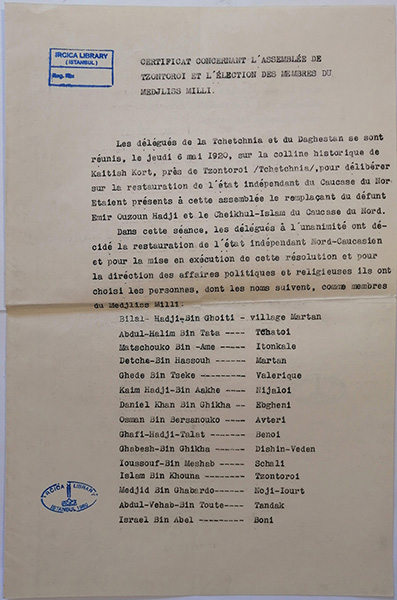 IRCICA LIBRARY
(ISTANBUL)
Reg. No:
CERTIFICAT CONCERNANT L'ASSEMBLÉE DE
TZONTOROI ET L'ÉLECTION DES MEMBRES DU
MEDJLISS MILLI.
Les délégués de la Tchetchnia et du Daghestan se sont
réunis, le jeudi 6 mai 1920, sur la colline historique de
Kaitish Kort, près de Tzontoroi /Tchetchnia/,pour délibérer
sur la restauration de l'état indépendant du Caucase du Nor
Etaient présents à cette assemblée le remplaçant du défunt
Emir Ouzoun Hadji et le Cheikhul-Islam du Caucase du Nord.
Dans cette séance, les délégués à l'unanimité ont dé-
cidé la restauration de l'état indépendant Nord-Caucasien
et pour la mise en exécution de cette résolution et pour
la direction des affaires politiques et religieuses ils ont
choisi les personnes, dont les noms suivent, comme membres
du Medjliss Milli:
Bilal- Hadji-Bin Ghoiti - village Martan
Abdul-Halim Bin Tata ---- Tchatoi
Matschouko Bin -Ame---- Itonkale
Detcha-Bin Hassouh ---- Martan
Ghede Bin Tseke -------- Valerique
Kaim Hadji-Bin Aakhe ---- Nijaloi
Daniel Khan Bin Ghikha -- Ebgheni
Osman Bin Bersanouko ---- Avteri
Ghafi-Hadji-Talat ------ Benoi
Ghabesh-Bin Ghikha ------ Dishin-Veden
Ioussouf-Bin Meshab ----- Schali
Islam Bin Khouna -------- Tzontoroi
Medjid Bin Ghabardo------ Noji-Iourt
Abdul-Vehab-Bin Toute---- Tandak
Israel Bin Abel --------- Boni
IRCICA LIBRARY
ISTANBUL 1980